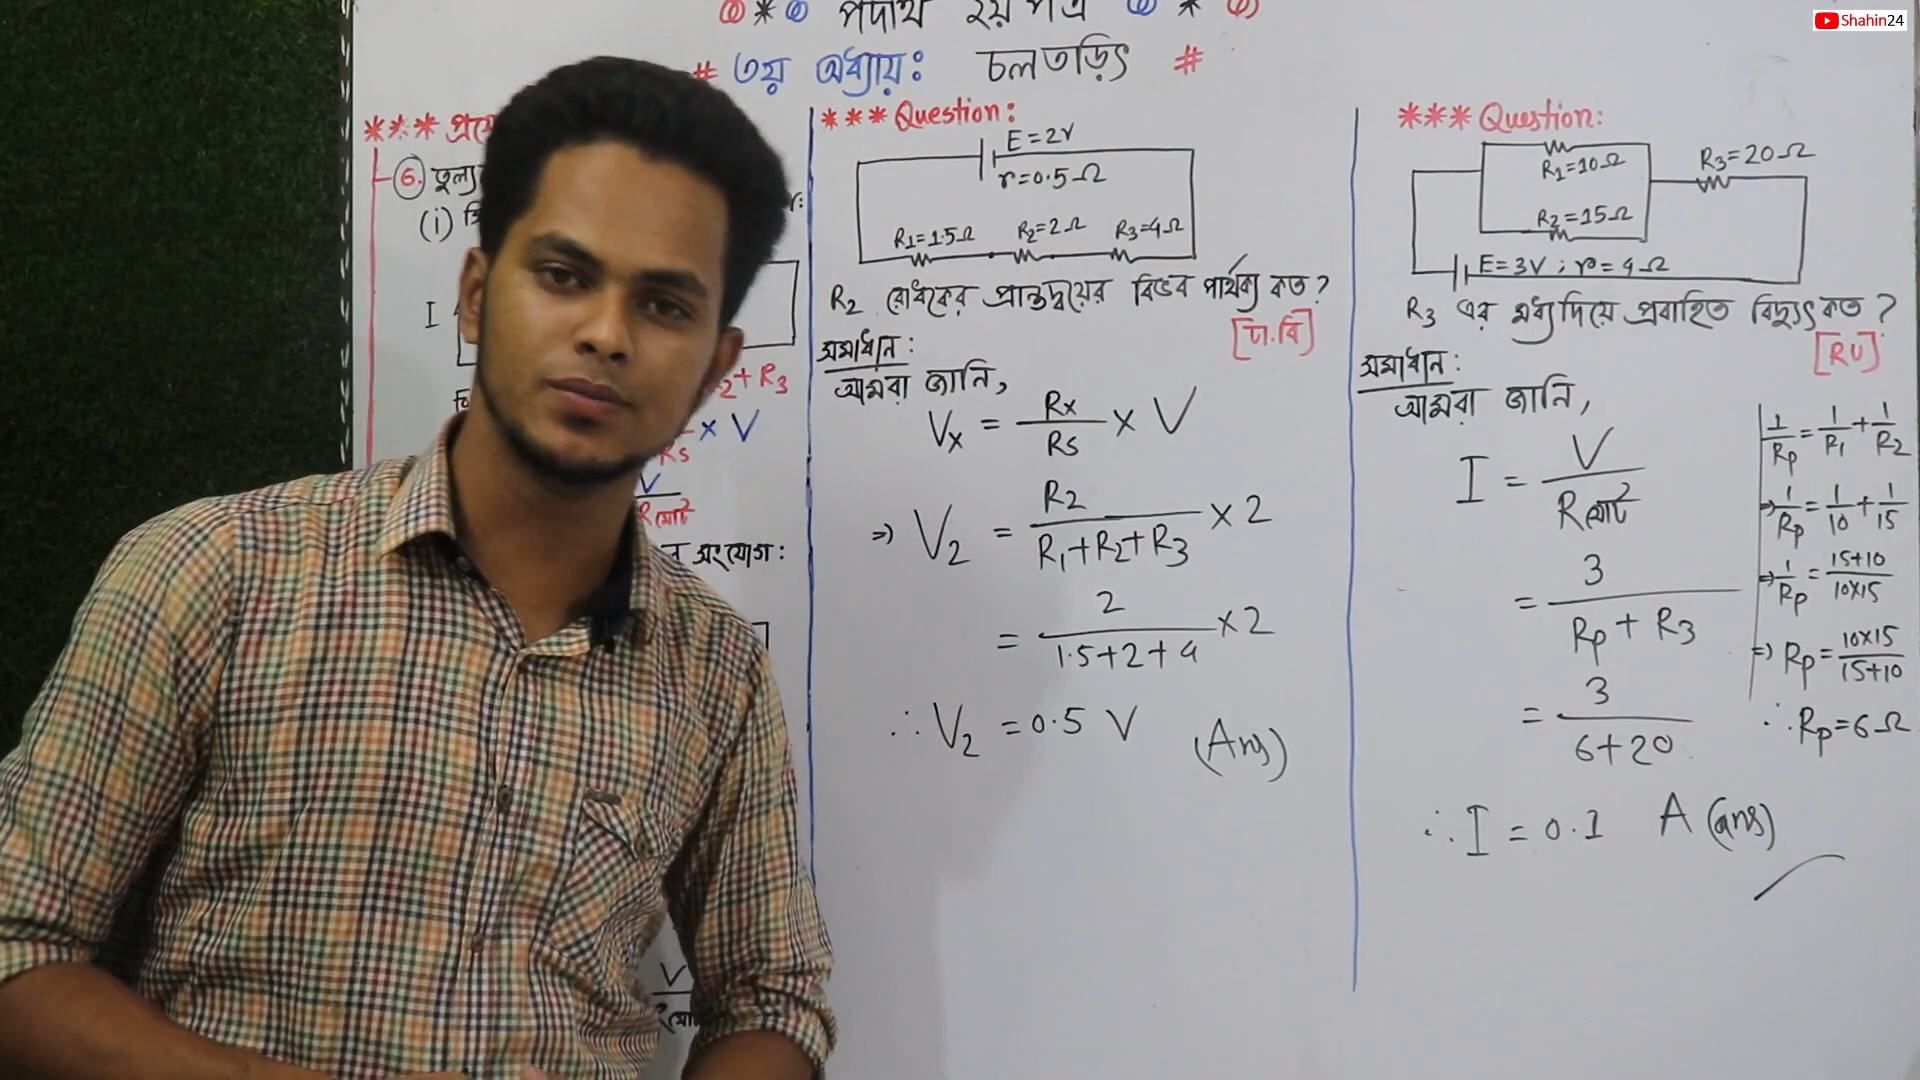 Shahin24
পদার্থ ২য় পত্র
# ৩য় অধ্যায়ঃ চলতড়িৎ #
***
6.
(i)
I
2+R3
× V
Rs
V
Rমোট
সংযোগ:
V
*** Question:
E=2V
r=0.5Ω
R1=1.5Ω R2=2Ω R3=4Ω
R2 রোধকের প্রান্তদ্বয়ের বিভব পার্থক্য কত?
[ঢা.বি]
সমাধান:
আমরা জানি,
Vx = Rx/Rs × V
⇒ V2 = R2/R1+R2+R3 × 2
= 2/1.5+2+4 × 2
∴ V2 = 0.5 V (Ans)
*** Question:
R1=10Ω
R3=20Ω
R2=15Ω
E=3V ; r=4Ω
R3 এর মধ্যদিয়ে প্রবাহিত বিদ্যুৎ কত?
[RU]
সমাধান:
আমরা জানি,
I = V/Rমোট
= 3/Rp+R3
= 3/6+20
∴ I = 0.1 A (ans)
1/Rp = 1/R1 + 1/R2
⇒ 1/Rp = 1/10 + 1/15
⇒ 1/Rp = 15+10/10×15
⇒ Rp = 10×15/15+10
∴ Rp=6Ω